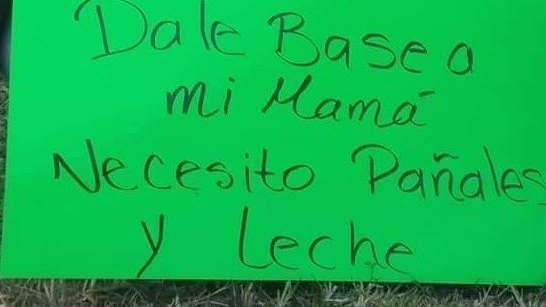 Dale Base a
mi Mamá
Necesito Pañales
y Leche